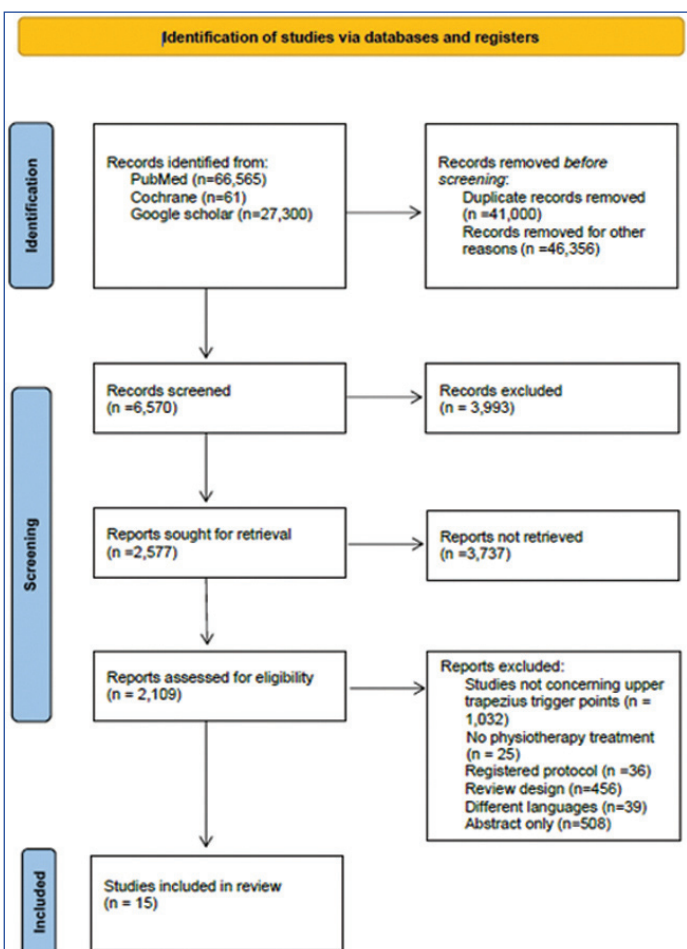 Identification of studies via databases and registers
Identification
Records identified from:
PubMed (n=66,565)
Cochrane (n=61)
Google scholar (n=27,300)
Records removed before
screening:
Duplicate records removed
(n =41,000)
Records removed for other
reasons (n =46,356)
Screening
Records screened
(n =6,570)
Records excluded
(n = 3,993)
Reports sought for retrieval
(n =2,577)
Reports not retrieved
(n =3,737)
Reports assessed for eligibility
(n = 2,109)
Reports excluded:
Studies not concerning upper
trapezius trigger points (n =
1,032)
No physiotherapy treatment
(n = 25)
Registered protocol (n =36)
Review design (n=456)
Different languages (n=39)
Abstract only (n=508)
Included
Studies included in review
(n = 15)